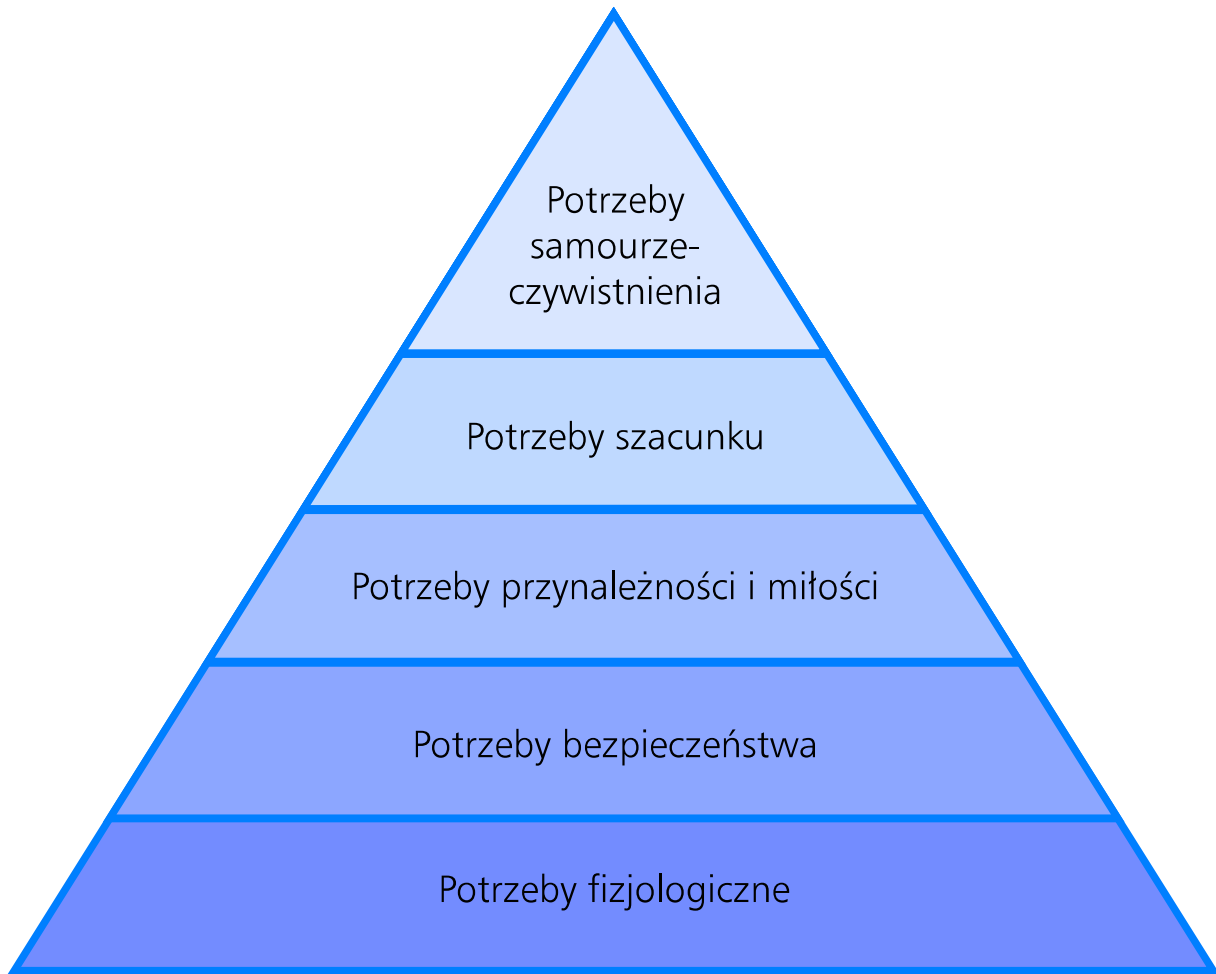 Potrzeby
samourze-
czywistnienia
Potrzeby szacunku
Potrzeby przynależności i miłości
Potrzeby bezpieczeństwa
Potrzeby fizjologiczne